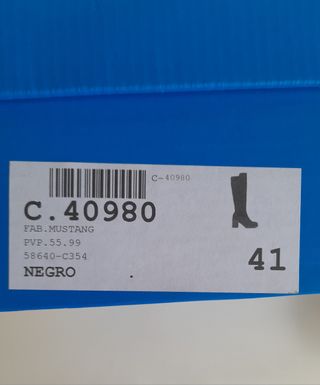 C-40980
C.40980
FAB.MUSTANG
PVP.55.99
58640-C354
NEGRO
41